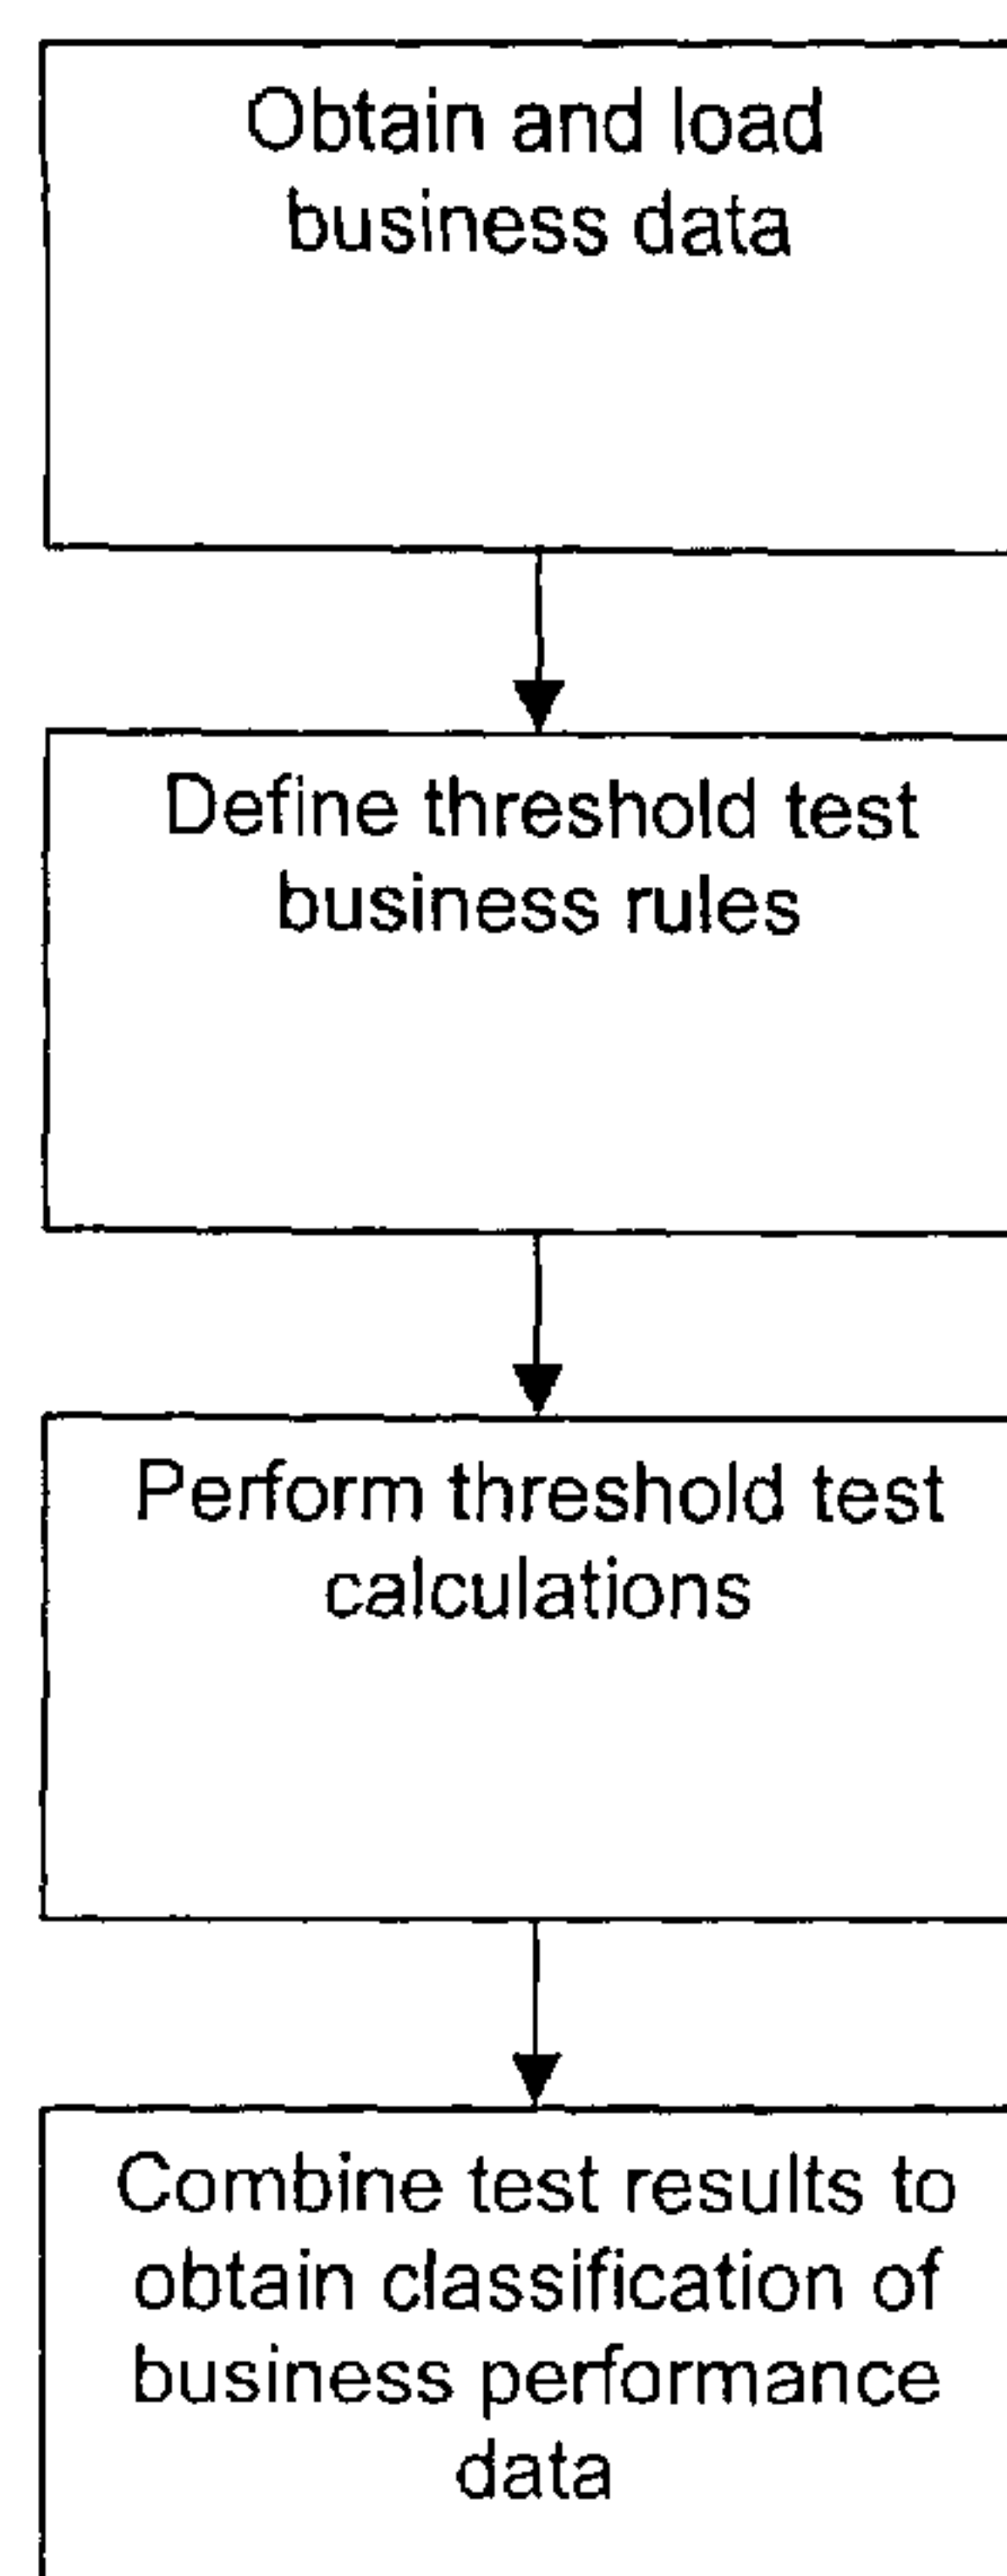 Obtain and load
business data
Define threshold test
business rules
Perform threshold test
calculations
Combine test results to
obtain classification of
business performance
data